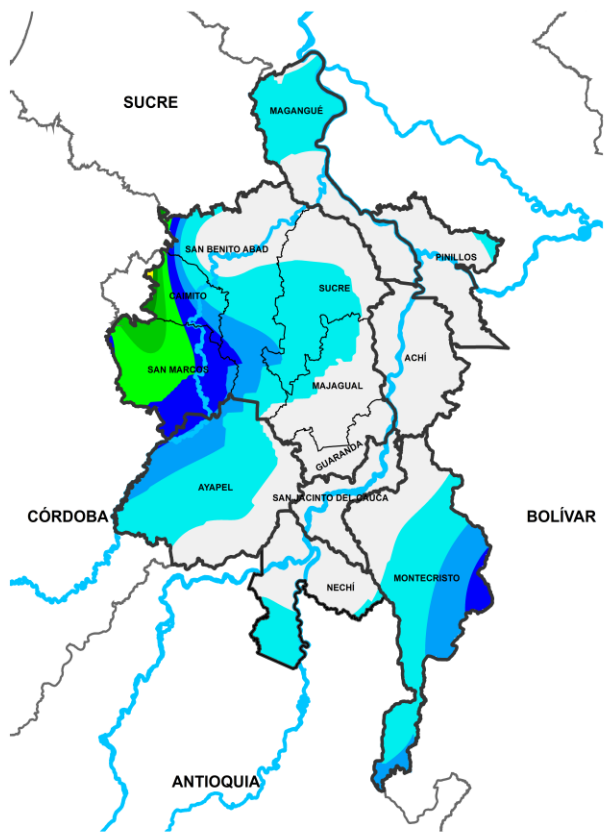 SUCRE
MAGANGUÉ
SAN BENITO ABAD
PINILLOS
CAIMITO
SUCRE
ACHÍ
SAN MARCOS
MAJAGUAL
GUARANDA
AYAPEL
SAN JACINTO DEL CAUCA
CÓRDOBA
BOLÍVAR
NECHÍ
MONTECRISTO
ANTIOQUIA